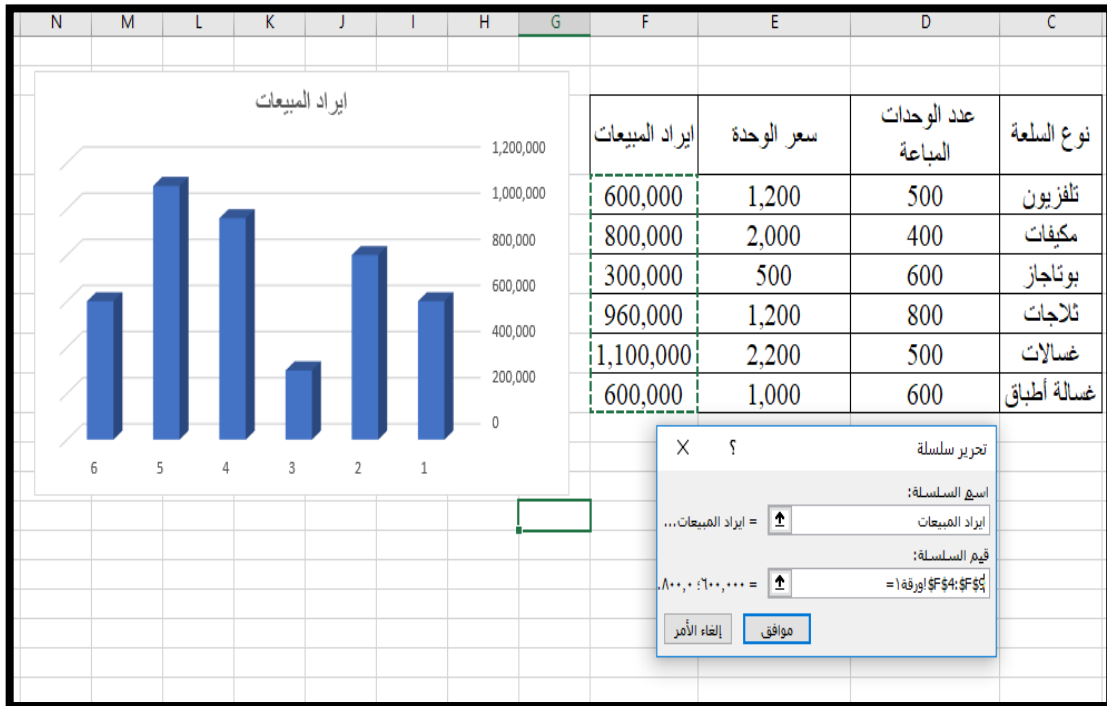 C D E F G H I J K L M N
نوع السلعة عدد الوحدات المباعة سعر الوحدة ايراد المبيعات
تلفزيون 500 1,200 600,000
مكيفات 400 2,000 800,000
بوتاجاز 600 500 300,000
ثلاجات 800 1,200 960,000
غسالات 500 2,200 1,100,000
غسالة أطباق 600 1,000 600,000
ايراد المبيعات
1,200,000
1,000,000
800,000
600,000
400,000
200,000
0
1 2 3 4 5 6
تحرير سلسلة ؟ X
اسم السلسلة:
ايراد المبيعات = ايراد المبيعات...
قيم السلسلة:
=ورقة١!$F$4:$F$9 = ٦٠٠,٠٠٠؛ ٨٠٠,٠.
موافق إلغاء الأمر